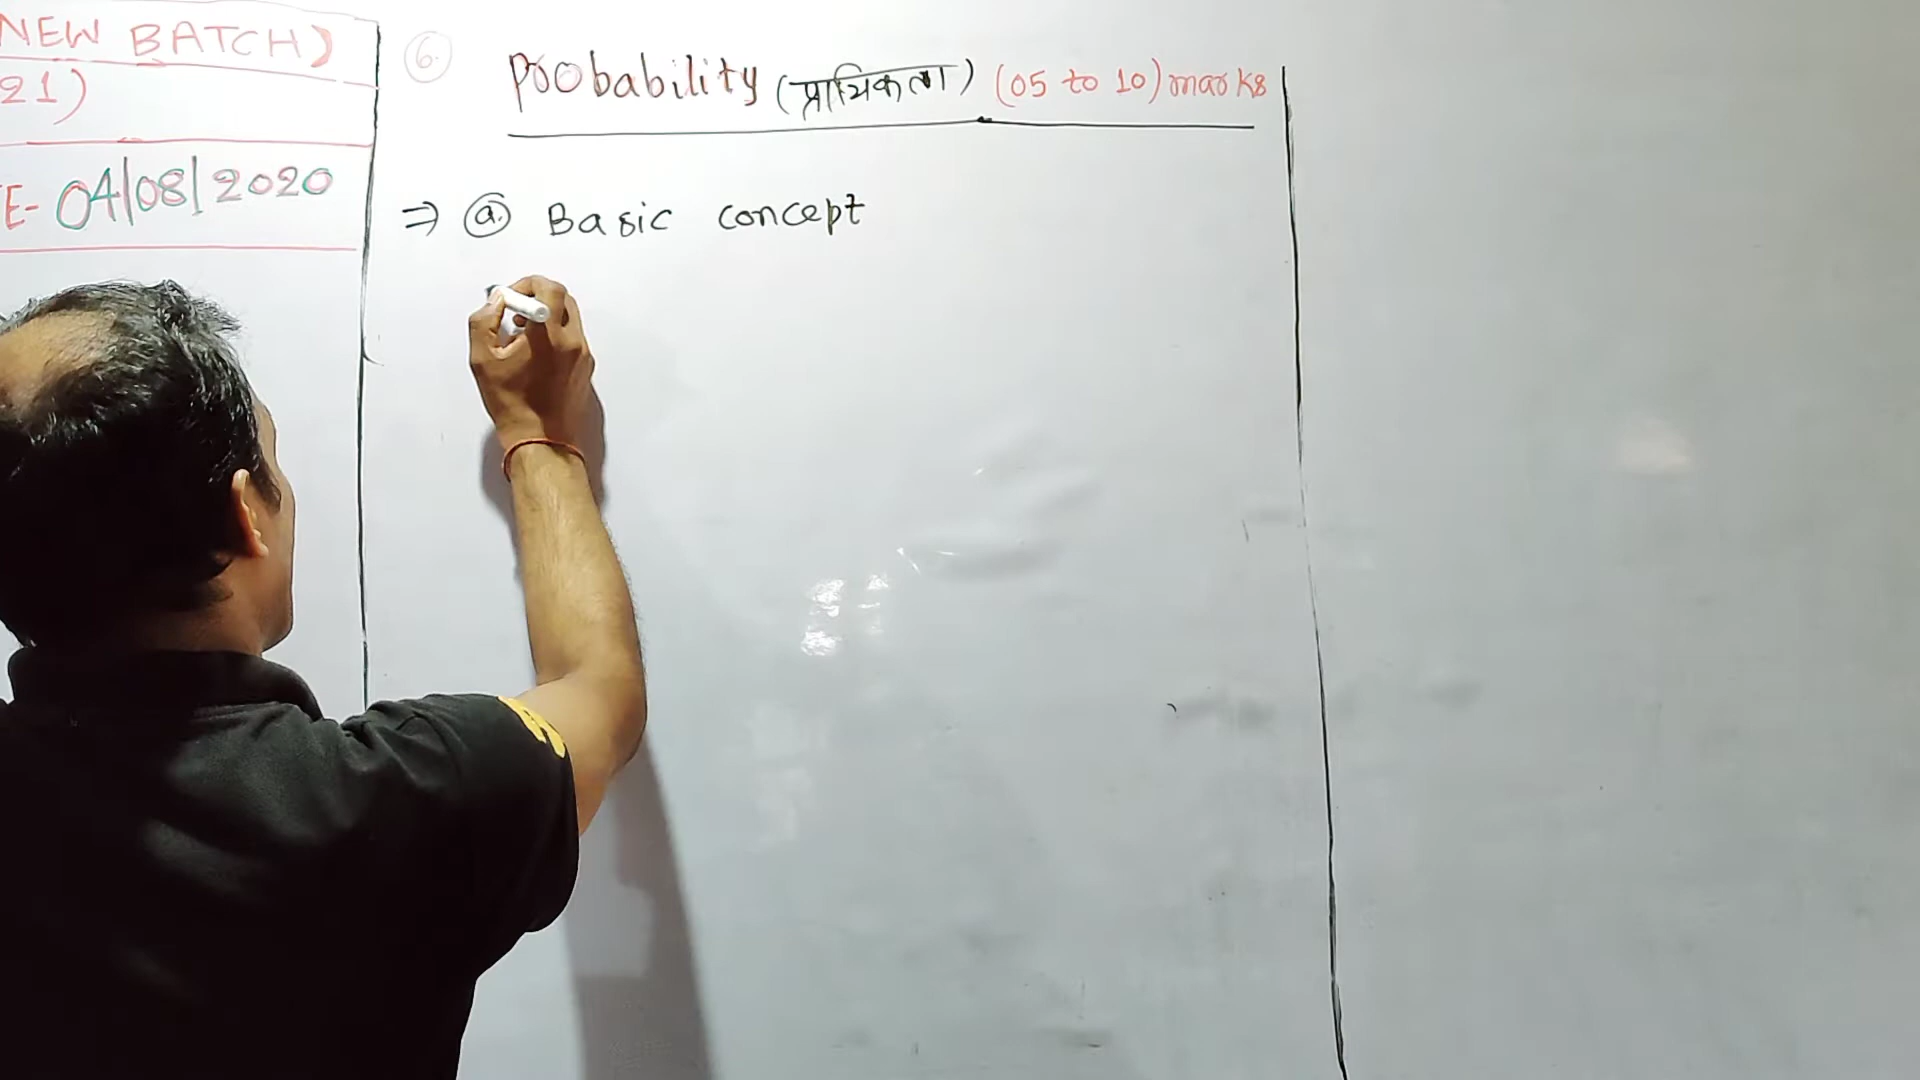 NEW BATCH)
21)
E- 04/08/2020
6.
Probability (प्रायिकता) (05 to 10) marks
⇒ a. Basic concept